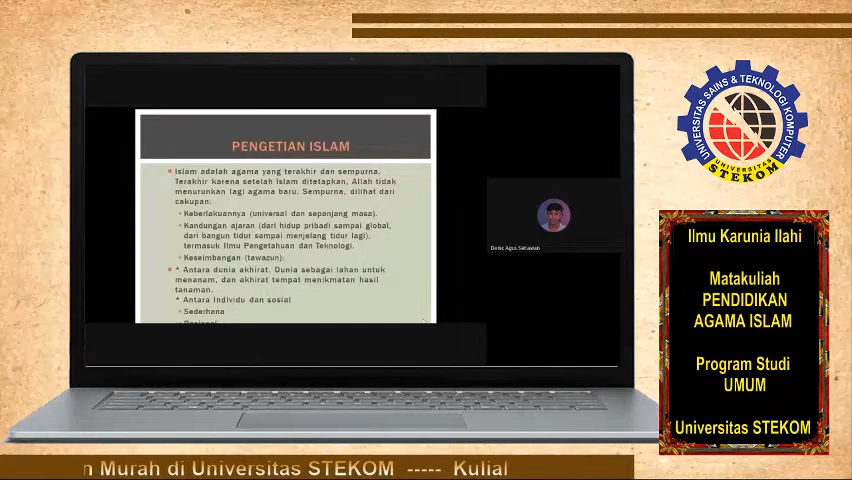 PENGETIAN ISLAM
Islam adalah agama yang terakhir dan sempurna.
Terakhir karena setelah Islam ditetapkan, Allah tidak
menurunkan lagi agama baru. Sempurna, dilihat dari
cakupan:
Keberlakuannya (universal dan sepanjang masa).
Kandungan ajaran (dari hidup pribadi sampai global,
dari bangun tidur sampai menjelang tidur lagi),
termasuk Ilmu Pengetahuan dan Teknologi.
Keseimbangan (tawazun):
* Antara dunia akhirat. Dunia sebagai lahan untuk
menanam, dan akhirat tempat menikmatan hasil
tanaman.
* Antara Individu dan sosial
Sederhana
UNIVERSITAS SAINS & TEKNOLOGI KOMPUTER
UNIVERSITAS
STEKOM
Ilmu Karunia Ilahi
Matakuliah
PENDIDIKAN
AGAMA ISLAM
Program Studi
UMUM
Universitas STEKOM
n Murah di Universitas STEKOM ----- Kulial